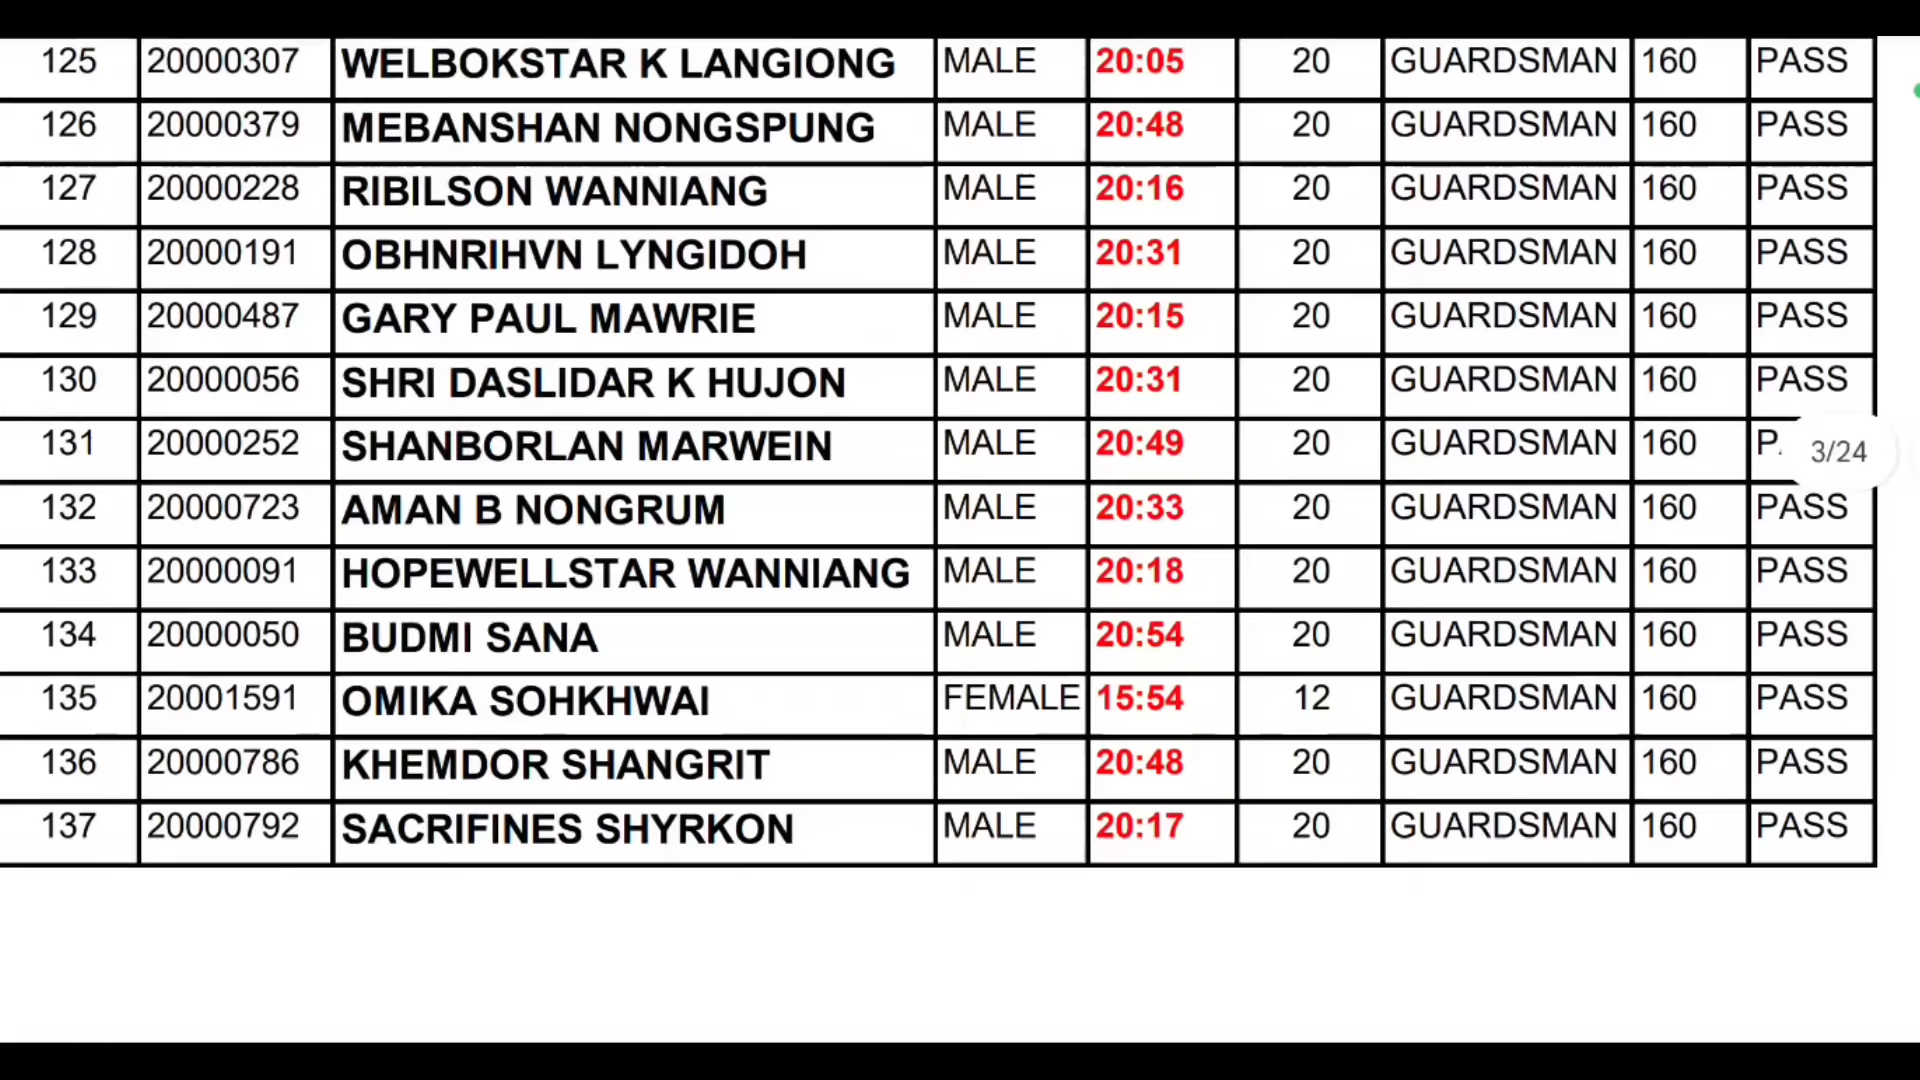 125 20000307 WELBOKSTAR K LANGIONG MALE 20:05 20 GUARDSMAN 160 PASS
126 20000379 MEBANSHAN NONGSPUNG MALE 20:48 20 GUARDSMAN 160 PASS
127 20000228 RIBILSON WANNIANG MALE 20:16 20 GUARDSMAN 160 PASS
128 20000191 OBHNRIHVN LYNGIDOH MALE 20:31 20 GUARDSMAN 160 PASS
129 20000487 GARY PAUL MAWRIE MALE 20:15 20 GUARDSMAN 160 PASS
130 20000056 SHRI DASLIDAR K HUJON MALE 20:31 20 GUARDSMAN 160 PASS
131 20000252 SHANBORLAN MARWEIN MALE 20:49 20 GUARDSMAN 160 3/24
132 20000723 AMAN B NONGRUM MALE 20:33 20 GUARDSMAN 160 PASS
133 20000091 HOPEWELLSTAR WANNIANG MALE 20:18 20 GUARDSMAN 160 PASS
134 20000050 BUDMI SANA MALE 20:54 20 GUARDSMAN 160 PASS
135 20001591 OMIKA SOHKHWAI FEMALE 15:54 12 GUARDSMAN 160 PASS
136 20000786 KHEMDOR SHANGRIT MALE 20:48 20 GUARDSMAN 160 PASS
137 20000792 SACRIFINES SHYRKON MALE 20:17 20 GUARDSMAN 160 PASS